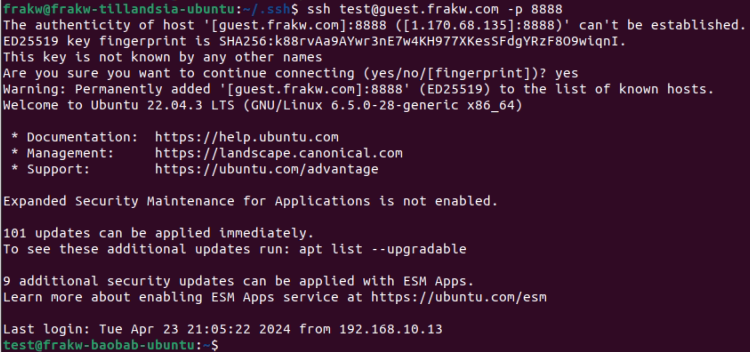 frakw@frakw-tillandsia-ubuntu:~/.ssh$ ssh test@guest.frakw.com -p 8888
The authenticity of host '[guest.frakw.com]:8888 ([1.170.68.135]:8888)' can't be established.
ED25519 key fingerprint is SHA256:k88rvAa9AYwr3nE7w4KH977XKesSFdgYRzF8O9wiqnI.
This key is not known by any other names
Are you sure you want to continue connecting (yes/no/[fingerprint])? yes
Warning: Permanently added '[guest.frakw.com]:8888' (ED25519) to the list of known hosts.
Welcome to Ubuntu 22.04.3 LTS (GNU/Linux 6.5.0-28-generic x86_64)
* Documentation: https://help.ubuntu.com
* Management: https://landscape.canonical.com
* Support: https://ubuntu.com/advantage
Expanded Security Maintenance for Applications is not enabled.
101 updates can be applied immediately.
To see these additional updates run: apt list --upgradable
9 additional security updates can be applied with ESM Apps.
Learn more about enabling ESM Apps service at https://ubuntu.com/esm
Last login: Tue Apr 23 21:05:22 2024 from 192.168.10.13
test@frakw-baobab-ubuntu:~$